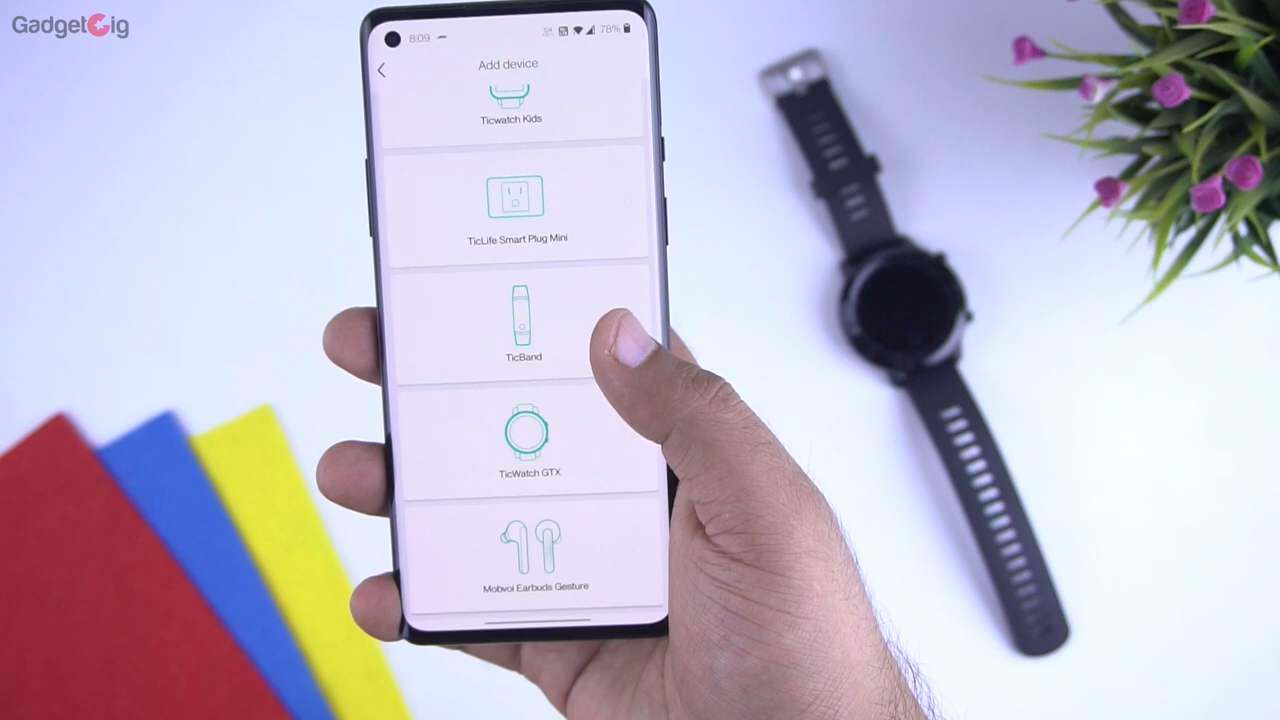 GadgetGig
8:09
78%
Add device
Ticwatch Kids
TicLife Smart Plug Mini
TicBand
TicWatch GTX
Mobvoi Earbuds Gesture